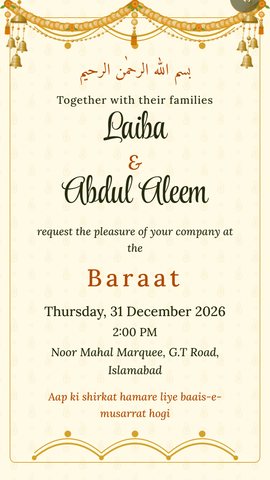 بسم الله الرحمٰن الرحيم
Together with their families
Laiba
&
Abdul Aleem
request the pleasure of your company at
the
Baraat
Thursday, 31 December 2026
2:00 PM
Noor Mahal Marquee, G.T Road,
Islamabad
Aap ki shirkat hamare liye baais-e-
musarrat hogi